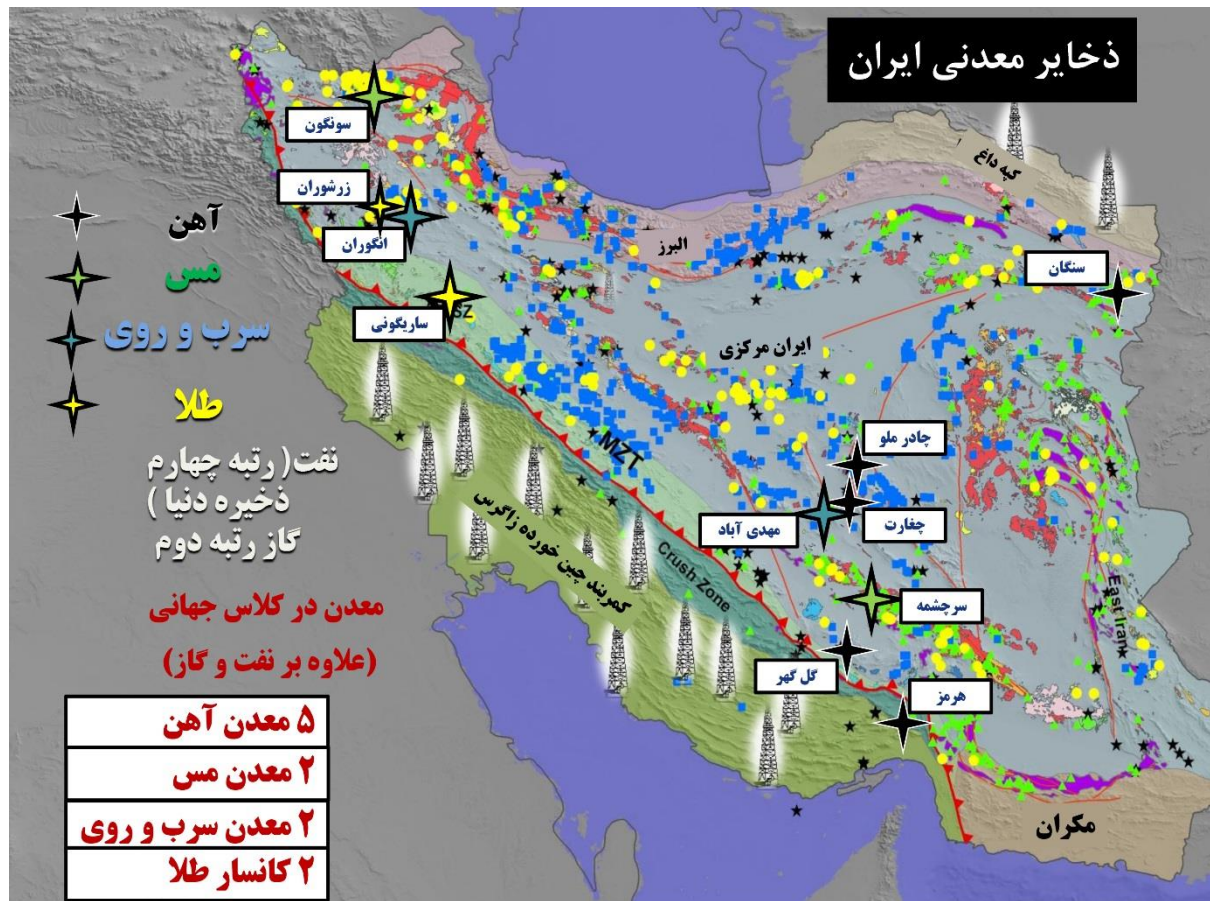 ذخایر معدنی ایران
کپه داغ
سونگون
زرشوران
انگوران
البرز
سنگان
ساریگونی
SZ
ایران مرکزی
آهن
مس
سرب و روی
طلا
نفت( رتبه چهارم
ذخیره دنیا )
گاز رتبه دوم
معدن در کلاس جهانی
(علاوه بر نفت و گاز)
۵ معدن آهن
۲ معدن مس
۲ معدن سرب و روی
۲ کانسار طلا
MZT
چادر ملو
چغارت
مهدی آباد
Crush Zone
کمربند چین خورده زاگرس
سرچشمه
East Iran
گل گهر
هرمز
مکران